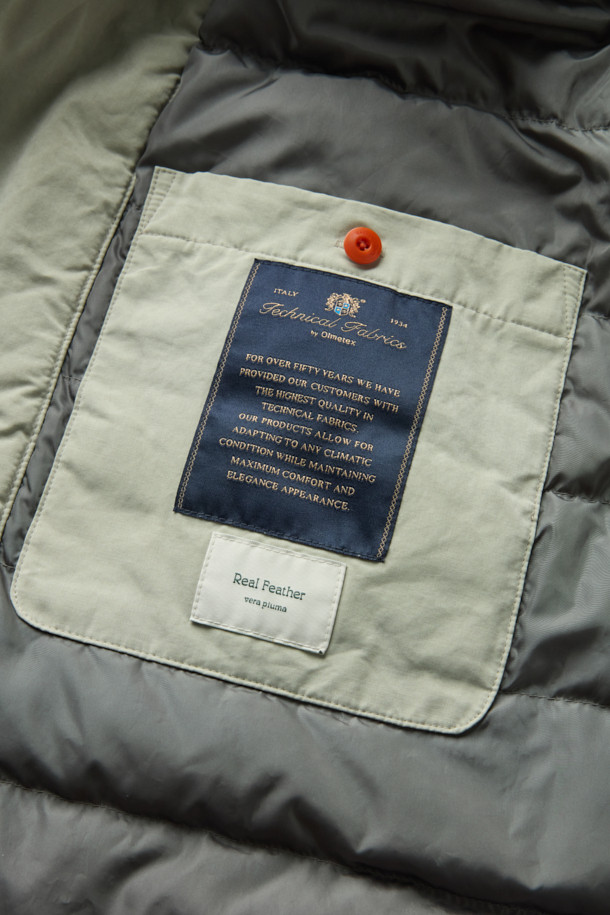 ITALY 1934
Technical Fabrics
by Olmetex
FOR OVER FIFTY YEARS WE HAVE
PROVIDED OUR CUSTOMERS WITH
THE HIGHEST QUALITY IN
TECHNICAL FABRICS.
OUR PRODUCTS ALLOW FOR
ADAPTING TO ANY CLIMATIC
CONDITION WHILE MAINTAINING
MAXIMUM COMFORT AND
ELEGANCE APPEARANCE.
Real Feather
vera piuma